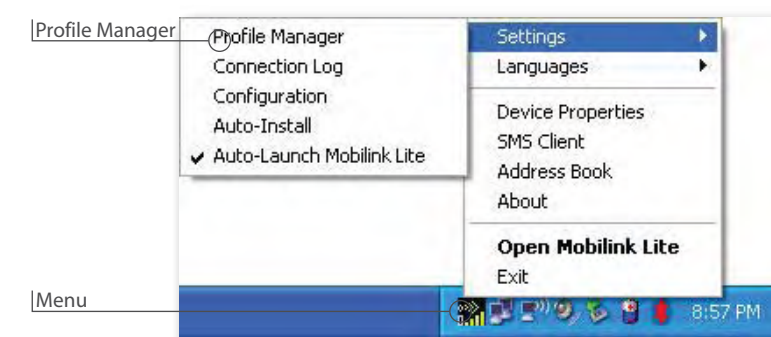 Profile Manager
Profile Manager
Connection Log
Configuration
Auto-Install
Auto-Launch Mobilink Lite
Settings
Languages
Device Properties
SMS Client
Address Book
About
Open Mobilink Lite
Exit
Menu
8:57 PM